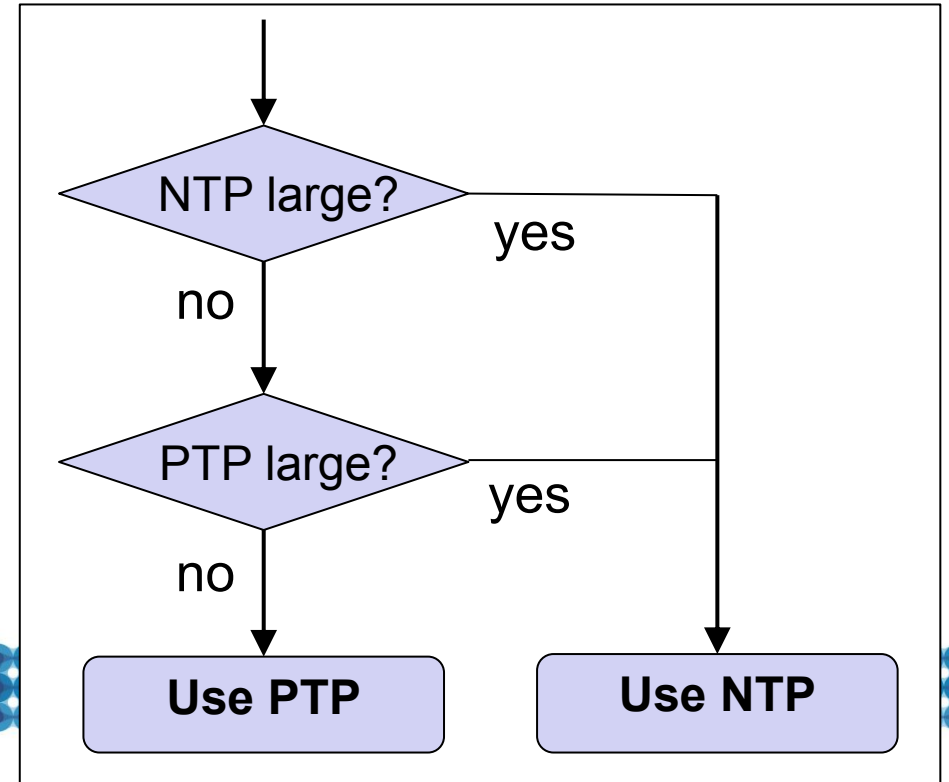 NTP large?
yes
no
PTP large?
yes
no
Use PTP
Use NTP